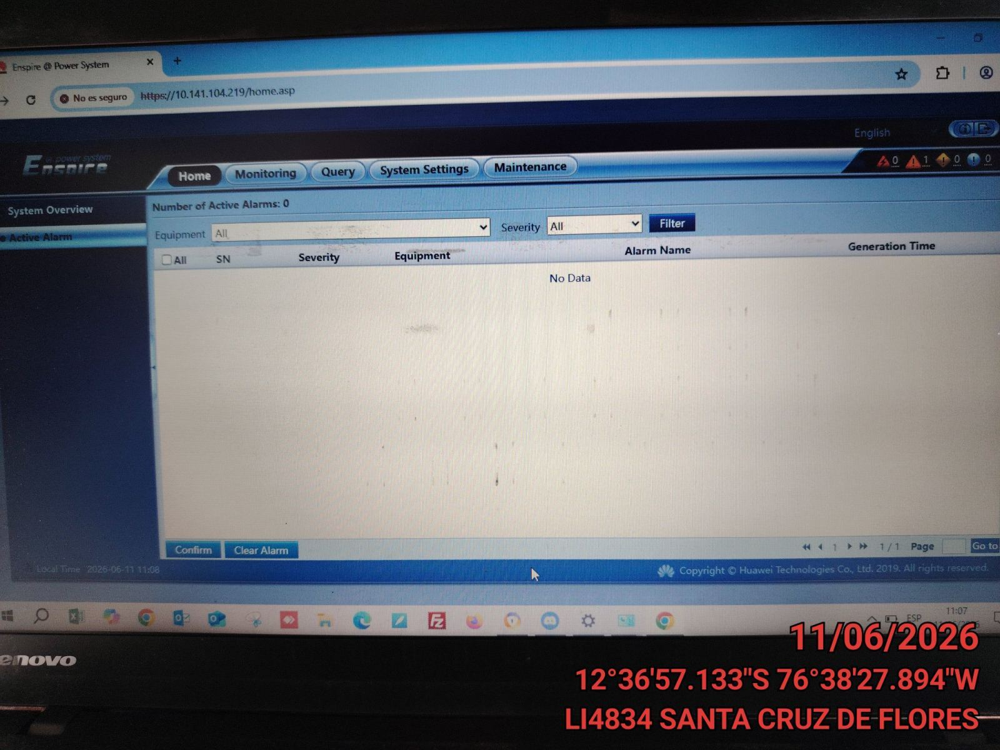 Enspire @ Power System
No es seguro
https://10.141.104.219/home.asp
English
power system
Enspire
Home
Monitoring
Query
System Settings
Maintenance
0
1
0
0
System Overview
Active Alarm
Number of Active Alarms: 0
Equipment
All
Severity
All
Filter
All
SN
Severity
Equipment
Alarm Name
Generation Time
No Data
Confirm
Clear Alarm
1
1 / 1
Page
Go to
Local Time 2026-06-11 11:08
Copyright © Huawei Technologies Co., Ltd. 2019. All rights reserved.
ESP
11:07
enovo
11/06/2026
12°36'57.133"S 76°38'27.894"W
LI4834 SANTA CRUZ DE FLORES